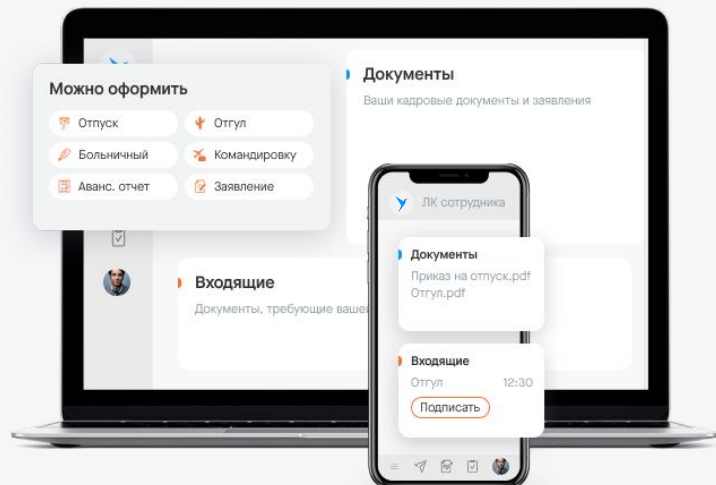 Можно оформить
Отпуск
Отгул
Больничный
Командировку
Аванс. отчет
Заявление
Документы
Ваши кадровые документы и заявления
Входящие
Документы, требующие вашей
ЛК сотрудника
Документы
Приказ на отпуск.pdf
Отгул.pdf
Входящие
Отгул 12:30
Подписать